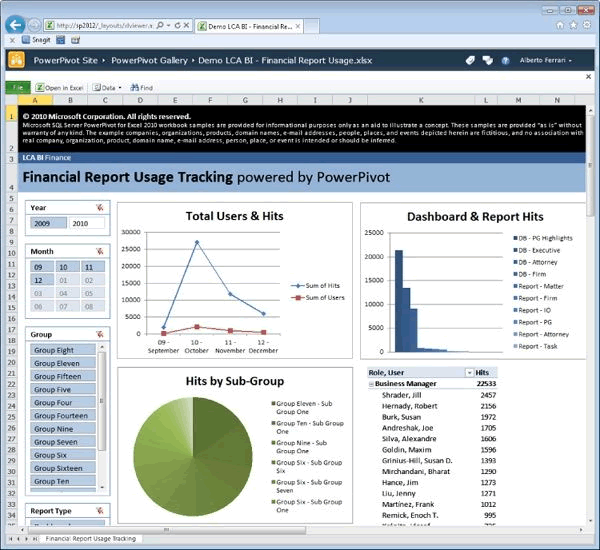 http://sp2012/_layouts/xlviewer.a
Demo LCA BI - Financial Re...
Snagit
PowerPivot Site ▸ PowerPivot Gallery ▸ Demo LCA BI - Financial Report Usage.xlsx
Alberto Ferrari
File Open in Excel Data Find
A B C D E F G H I J K L M N
© 2010 Microsoft Corporation. All rights reserved.
Microsoft SQL Server PowerPivot for Excel 2010 workbook samples are provided for informational purposes only as an aid to illustrate a concept. These samples are provided "as is" without
warranty of any kind. The example companies, organizations, products, domain names, e-mail addresses, people, places, and events depicted herein are fictitious, and no association with
real company, organization, product, domain name, e-mail address, person, place, or event is intended or should be inferred.
LCA BI Finance
Financial Report Usage Tracking powered by PowerPivot
Year
2009 2010
Month
09 10 11
12 01 02
03 04 05
06 07 08
Group
Group Eight
Group Eleven
Group Fifteen
Group Five
Group Four
Group Fourteen
Group Nine
Group Seven
Group Six
Group Sixteen
Group Ten
Report Type
Total Users & Hits
30000
25000
20000
15000
10000
5000
0
09 - September
10 - October
11 - November
12 - December
Sum of Hits
Sum of Users
Dashboard & Report Hits
25000
20000
15000
10000
5000
0
DB - PG Highlights
DB - Executive
DB - Attorney
DB - Firm
Report - Matter
Report - Firm
Report - IO
Report - PG
Report - Attorney
Report - Task
Hits by Sub-Group
Group Eleven - Sub Group One
Group Ten - Sub Group One
Group Nine - Sub Group One
Group Six - Sub Group Six
Group Six - Sub Group Seven
Group Six - Sub Group One
Role, User Hits
Business Manager 22533
Shrader, Jill 2457
Hernady, Robert 2156
Burk, Susan 1972
Andreshak, Joe 1705
Silva, Alexandre 1606
Goldin, Maxim 1596
Grinius-Hill, Susan D. 1393
Mirchandani, Bharat 1290
Hance, Jim 1273
Liu, Jenny 1271
Martínez, Frank 1012
Remick, Enoch T. 995
Financial Report Usage Tracking